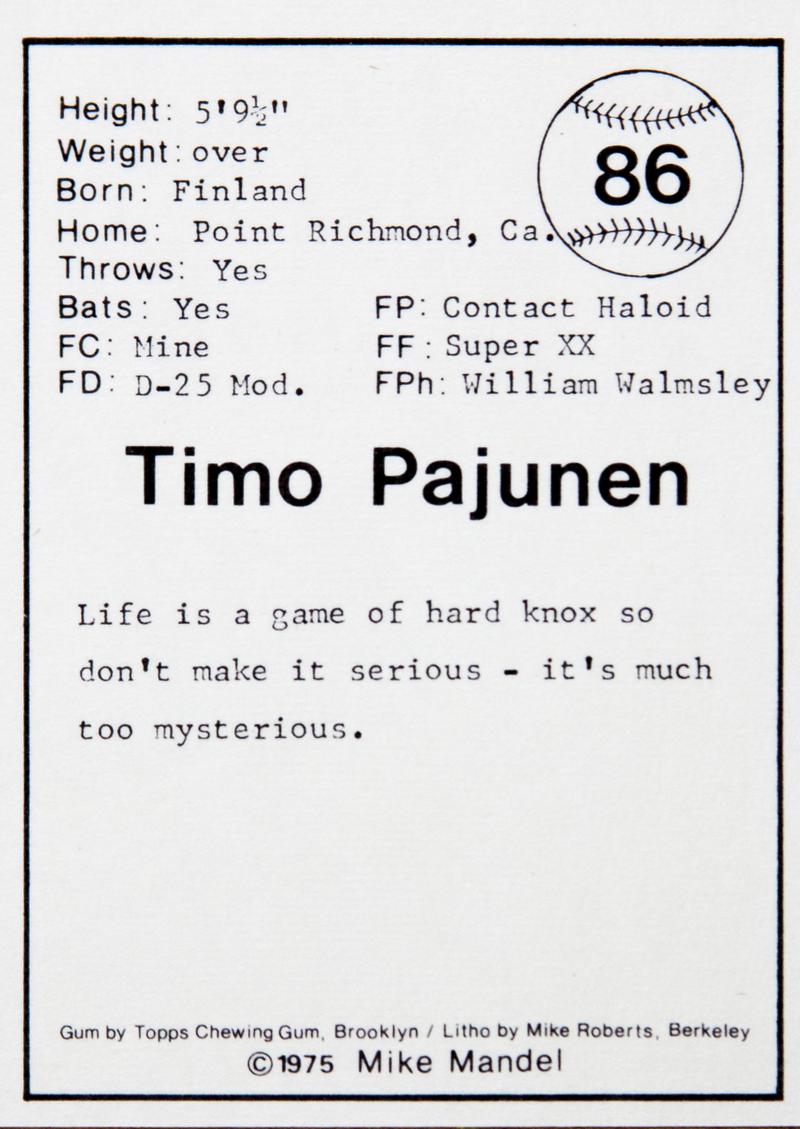 Height: 5'9½"
86
Weight: over
Born: Finland
Home: Point Richmond, Ca.
Throws: Yes
Bats: Yes FP: Contact Haloid
FC: Mine FF: Super XX
FD: D-25 Mod. FPh: William Walmsley
Timo Pajunen
Life is a game of hard knox so
don't make it serious - it's much
too mysterious.
Gum by Topps Chewing Gum, Brooklyn / Litho by Mike Roberts, Berkeley
©1975 Mike Mandel